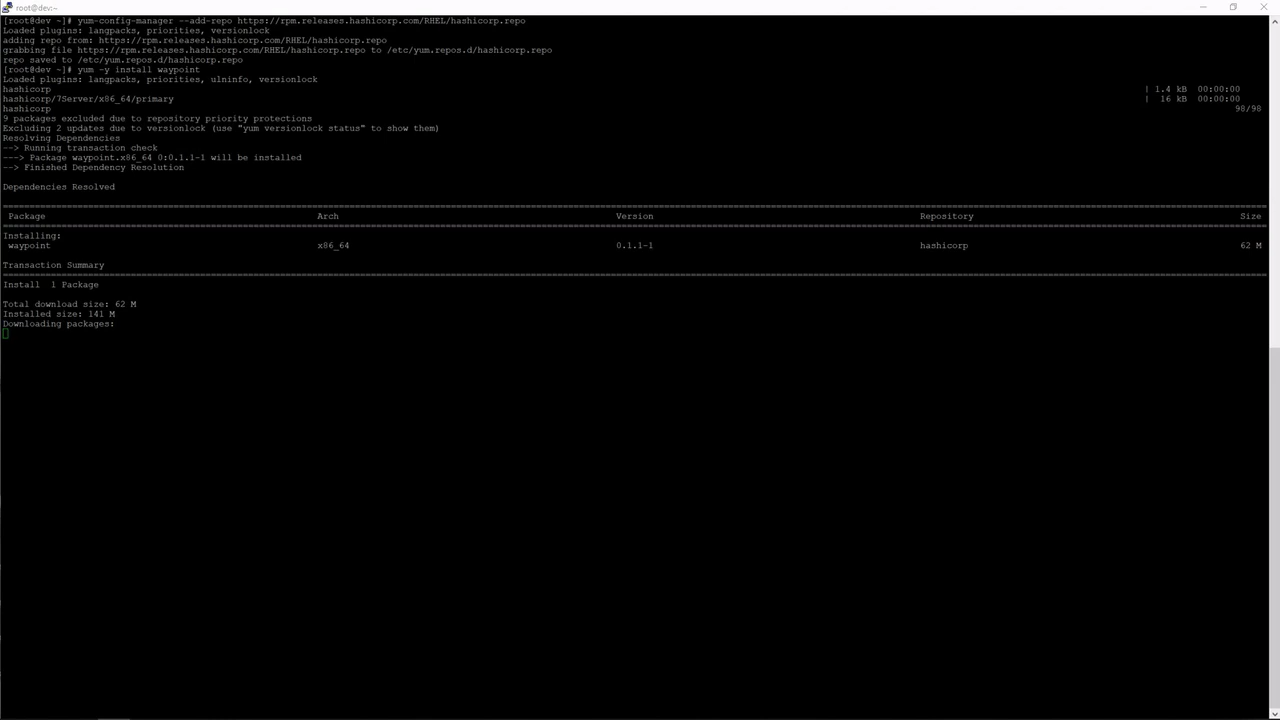 root@dev:~
[root@dev ~]# yum-config-manager --add-repo https://rpm.releases.hashicorp.com/RHEL/hashicorp.repo
Loaded plugins: langpacks, priorities, versionlock
adding repo from: https://rpm.releases.hashicorp.com/RHEL/hashicorp.repo
grabbing file https://rpm.releases.hashicorp.com/RHEL/hashicorp.repo to /etc/yum.repos.d/hashicorp.repo
repo saved to /etc/yum.repos.d/hashicorp.repo
[root@dev ~]# yum -y install waypoint
Loaded plugins: langpacks, priorities, ulninfo, versionlock
hashicorp | 1.4 kB 00:00:00
hashicorp/7Server/x86_64/primary | 16 kB 00:00:00
hashicorp 98/98
9 packages excluded due to repository priority protections
Excluding 2 updates due to versionlock (use "yum versionlock status" to show them)
Resolving Dependencies
--> Running transaction check
---> Package waypoint.x86_64 0:0.1.1-1 will be installed
--> Finished Dependency Resolution
Dependencies Resolved
Package Arch Version Repository Size
Installing:
waypoint x86_64 0.1.1-1 hashicorp 62 M
Transaction Summary
Install 1 Package
Total download size: 62 M
Installed size: 141 M
Downloading packages: